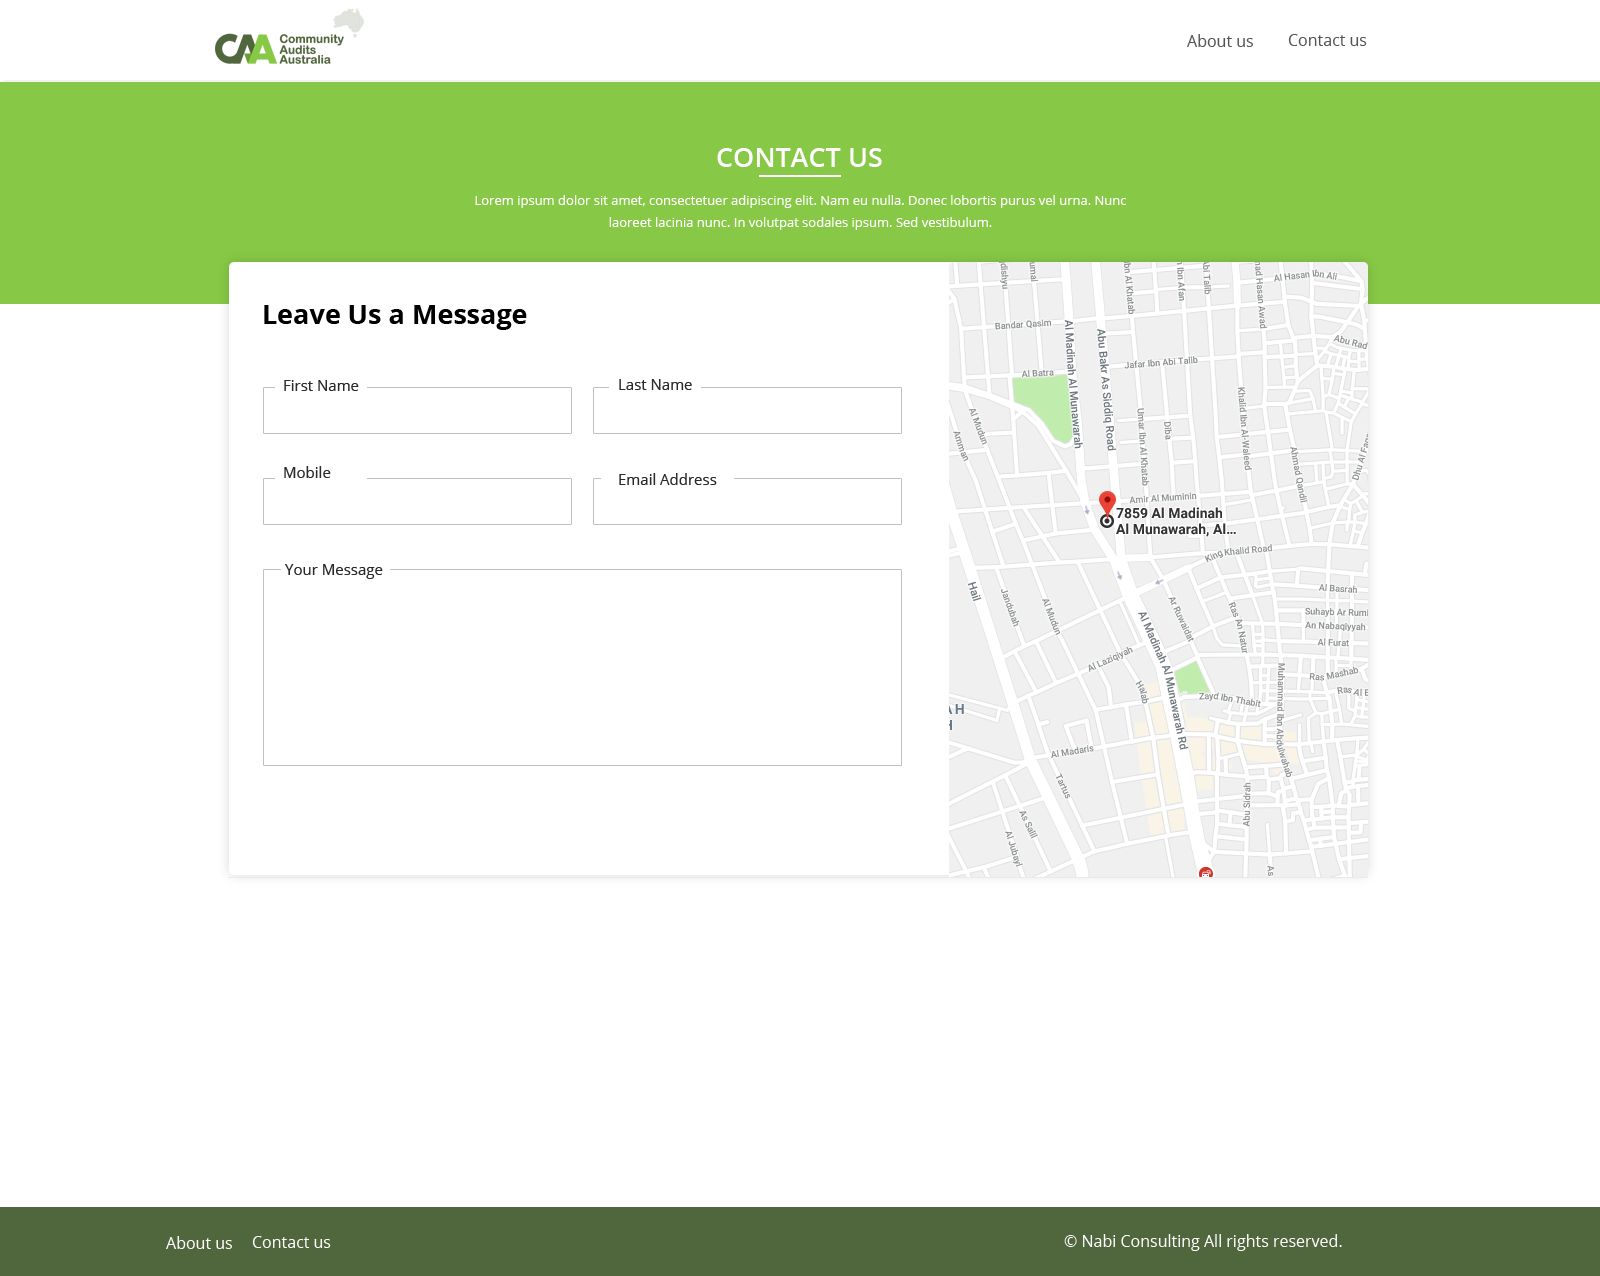 CAA Community
Audits
Australia
About us
Contact us
CONTACT US
Lorem ipsum dolor sit amet, consectetuer adipiscing elit. Nam eu nulla. Donec lobortis purus vel urna. Nunc
laoreet lacinia nunc. In volutpat sodales ipsum. Sed vestibulum.
Leave Us a Message
First Name
Last Name
Mobile
Email Address
Your Message
Al Hasan Ibn Ali
Bandar Qasim
Abu Rad
Jafar Ibn Abi Talib
Al Batra
Al Madinah Al Munawarah
Abu Bakr As Siddiq Road
Umar Ibn Al Khatab
Diba
Khalid Ibn Al-Waleed
Al Mudun
Amman
Ahmad Qandil
Amir Al Muminin
7859 Al Madinah
Al Munawarah, Al...
King Khalid Road
Hail
Jandubah
Al Mudun
Ar Ruwaidat
Ras An Natur
Al Basrah
Suhayb Ar Rumi
An Nabaqiyyah
Al Furat
Al Laziqiyah
Al Madinah Al Munawarah Rd
Halab
Zayd Ibn Thabit
Muhammad Ibn Abdulwahab
Ras Mashab
Ras Al
AH
H
Al Madaris
Tartus
As Salil
Al Jubayl
Abu Sidrah
As
About us
Contact us
© Nabi Consulting All rights reserved.